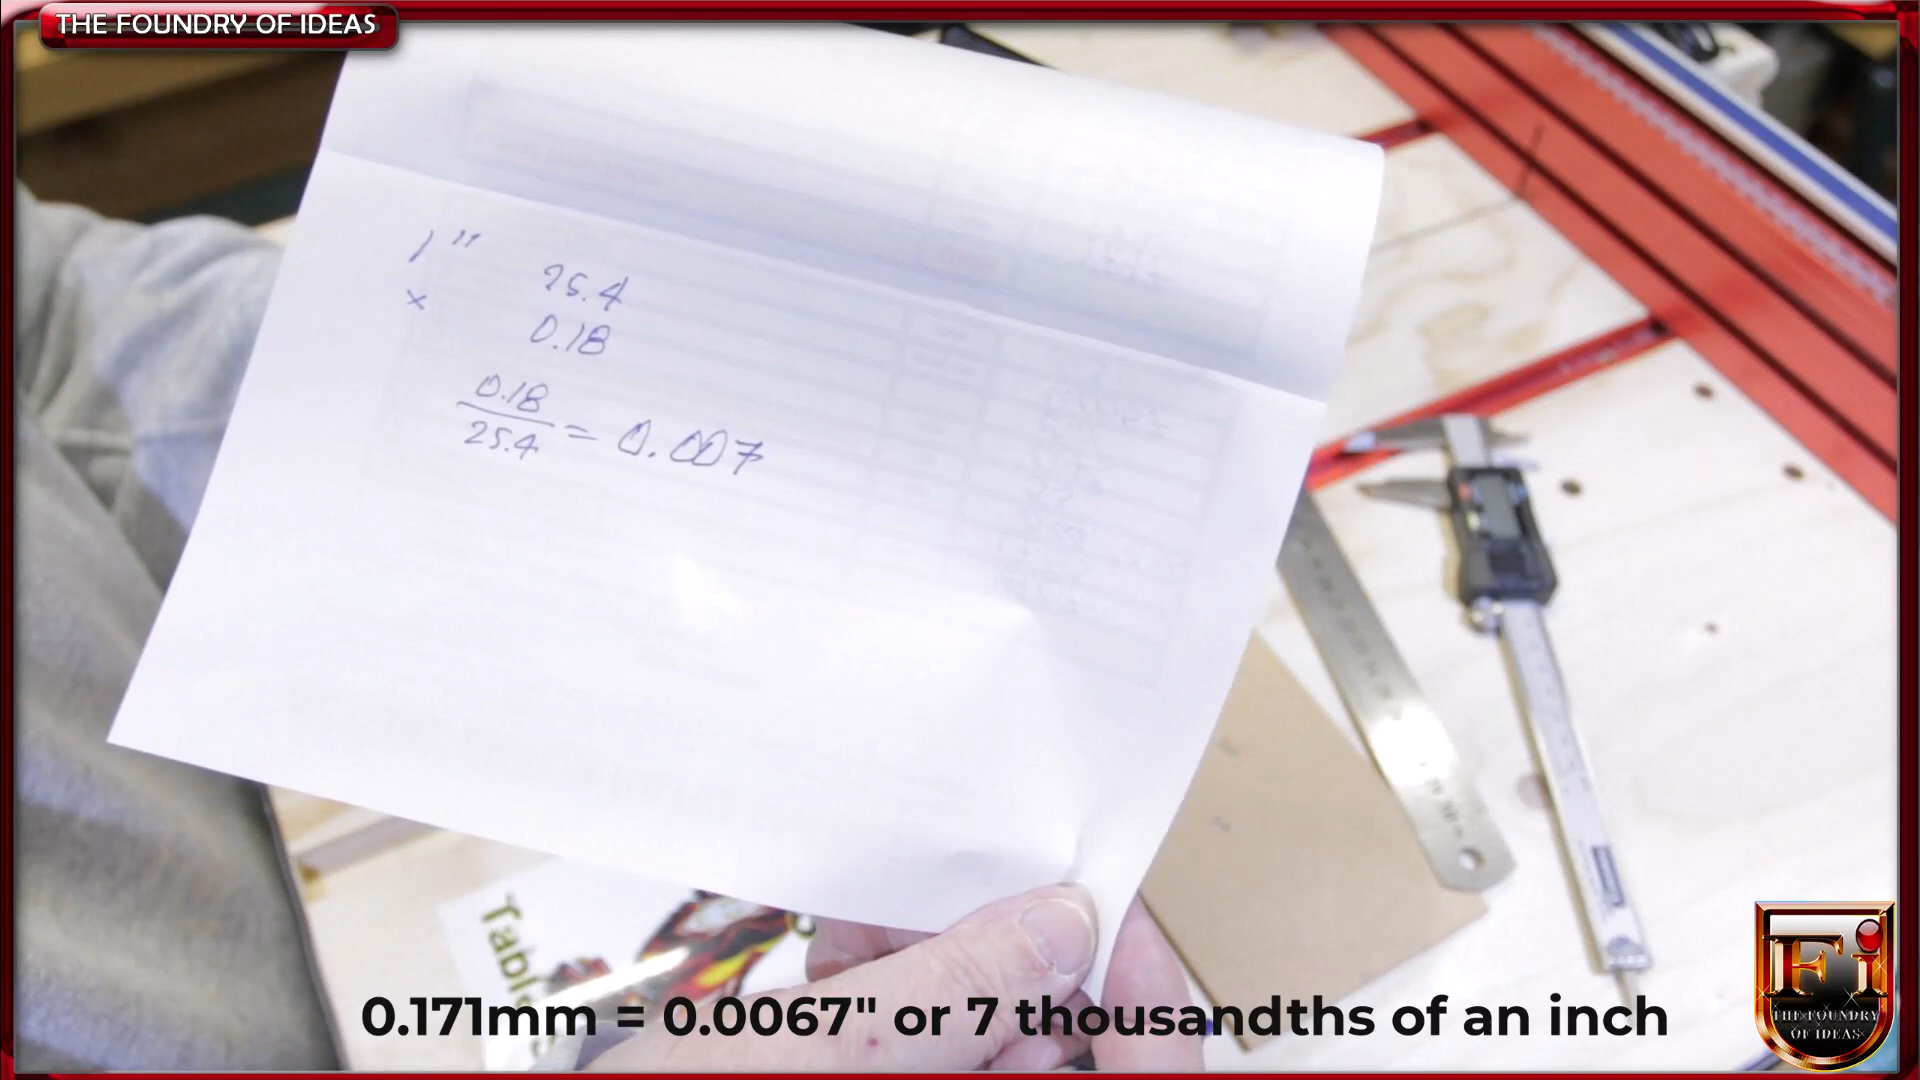 THE FOUNDRY OF IDEAS
1" 25.4
x 0.18
0.18
25.4 = 0.007
Tabl
0.171mm = 0.0067" or 7 thousandths of an inch
Fi
THE FOUNDRY
OF IDEAS